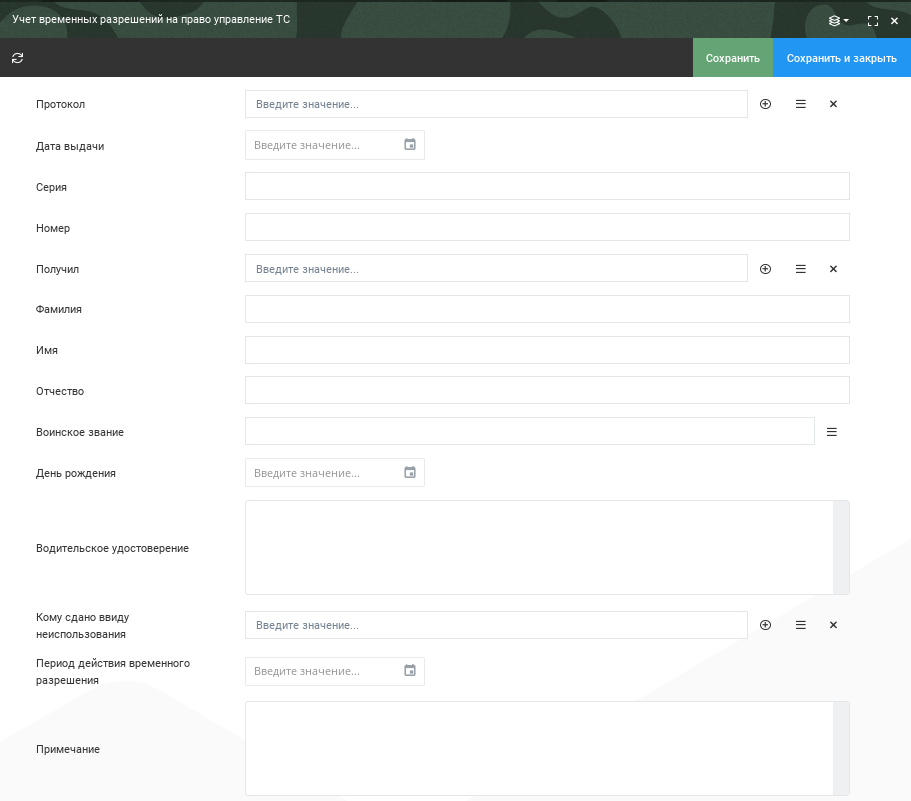 Учет временных разрешений на право управление ТС
Сохранить
Сохранить и закрыть
Протокол
Введите значение...
Дата выдачи
Введите значение...
Серия
Номер
Получил
Введите значение...
Фамилия
Имя
Отчество
Воинское звание
День рождения
Введите значение...
Водительское удостоверение
Кому сдано ввиду
неиспользования
Введите значение...
Период действия временного
разрешения
Введите значение...
Примечание